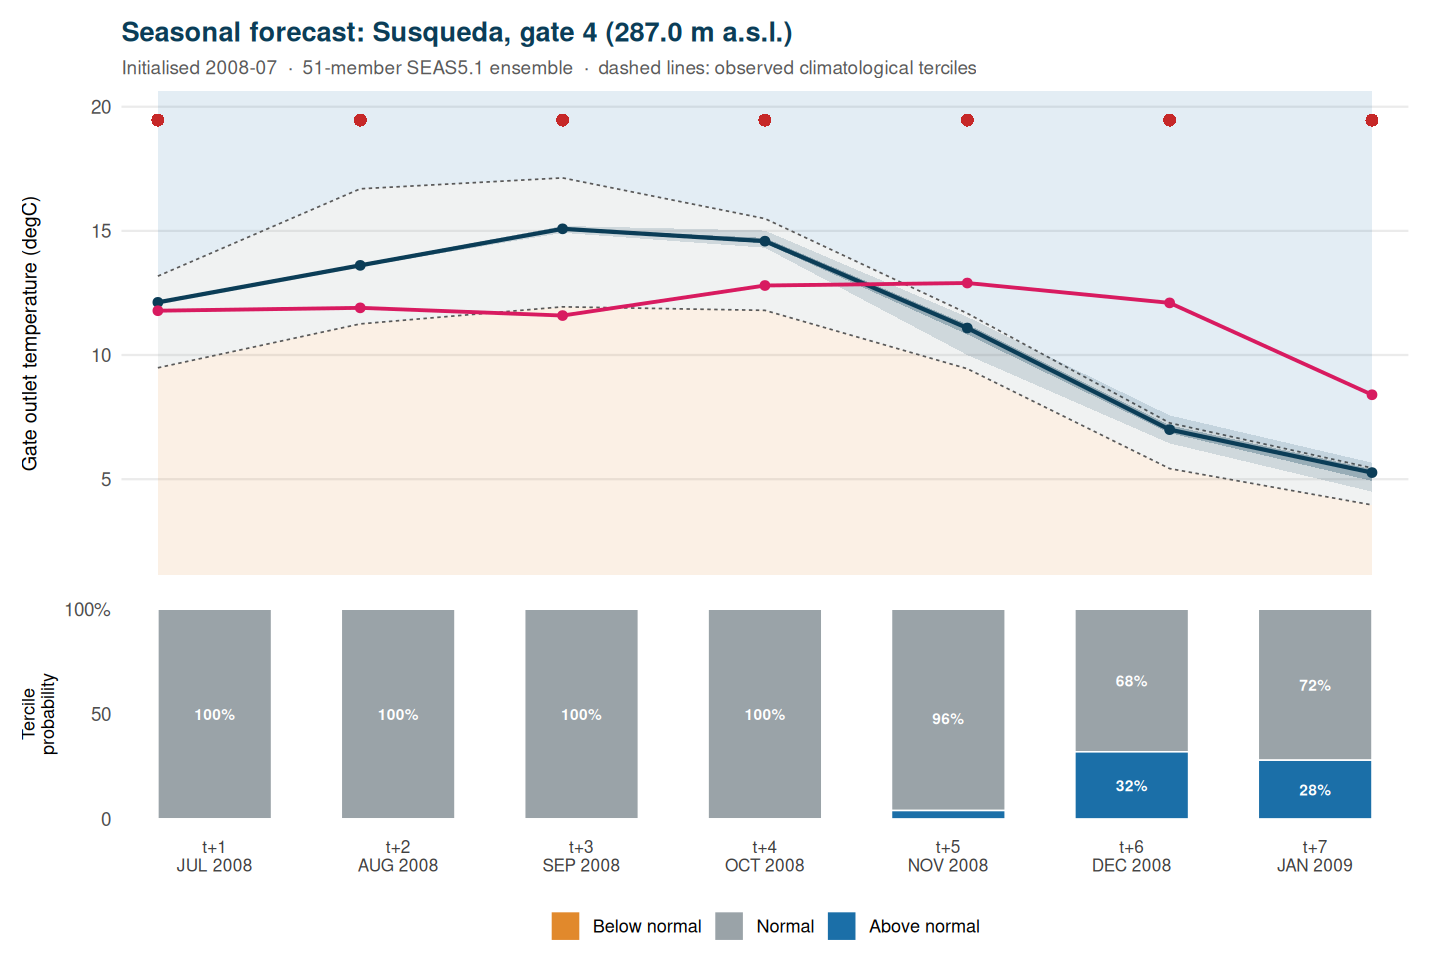 Seasonal forecast: Susqueda, gate 4 (287.0 m a.s.l.)
Initialised 2008-07 · 51-member SEAS5.1 ensemble · dashed lines: observed climatological terciles
Gate outlet temperature (degC)
20
15
10
5
Tercile
probability
100%
50
0
100%
100%
100%
100%
96%
68%
32%
72%
28%
t+1
JUL 2008
t+2
AUG 2008
t+3
SEP 2008
t+4
OCT 2008
t+5
NOV 2008
t+6
DEC 2008
t+7
JAN 2009
Below normal
Normal
Above normal